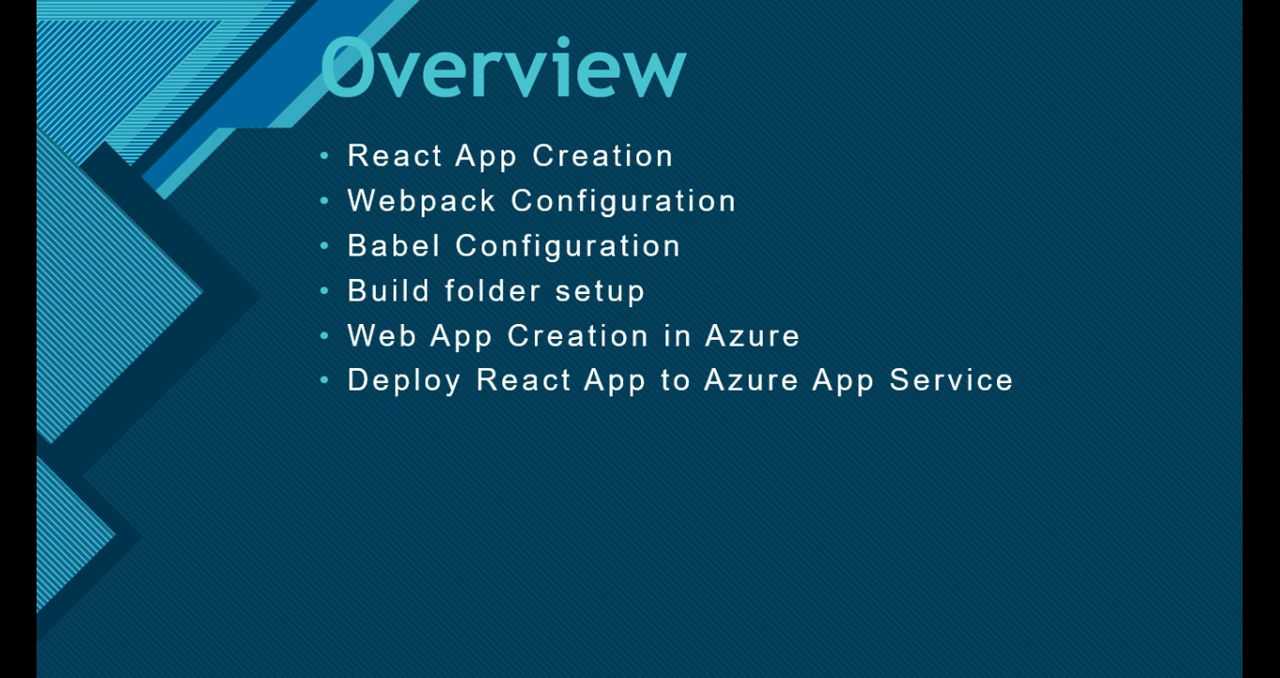 Overview
• React App Creation
• Webpack Configuration
• Babel Configuration
• Build folder setup
• Web App Creation in Azure
• Deploy React App to Azure App Service